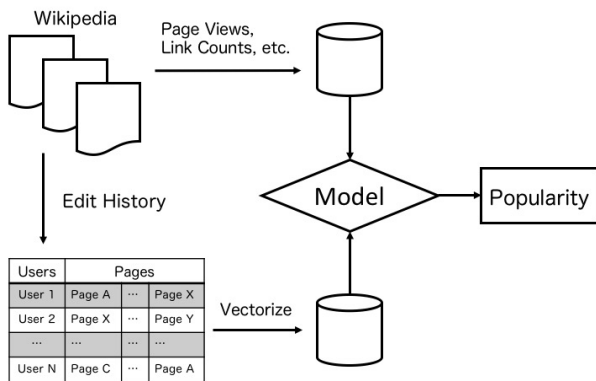 Wikipedia
Page Views,
Link Counts, etc.
Edit History
Model
Popularity
Users Pages
User 1 Page A ... Page X
User 2 Page X ... Page Y
... ... ... ...
User N Page C ... Page A
Vectorize